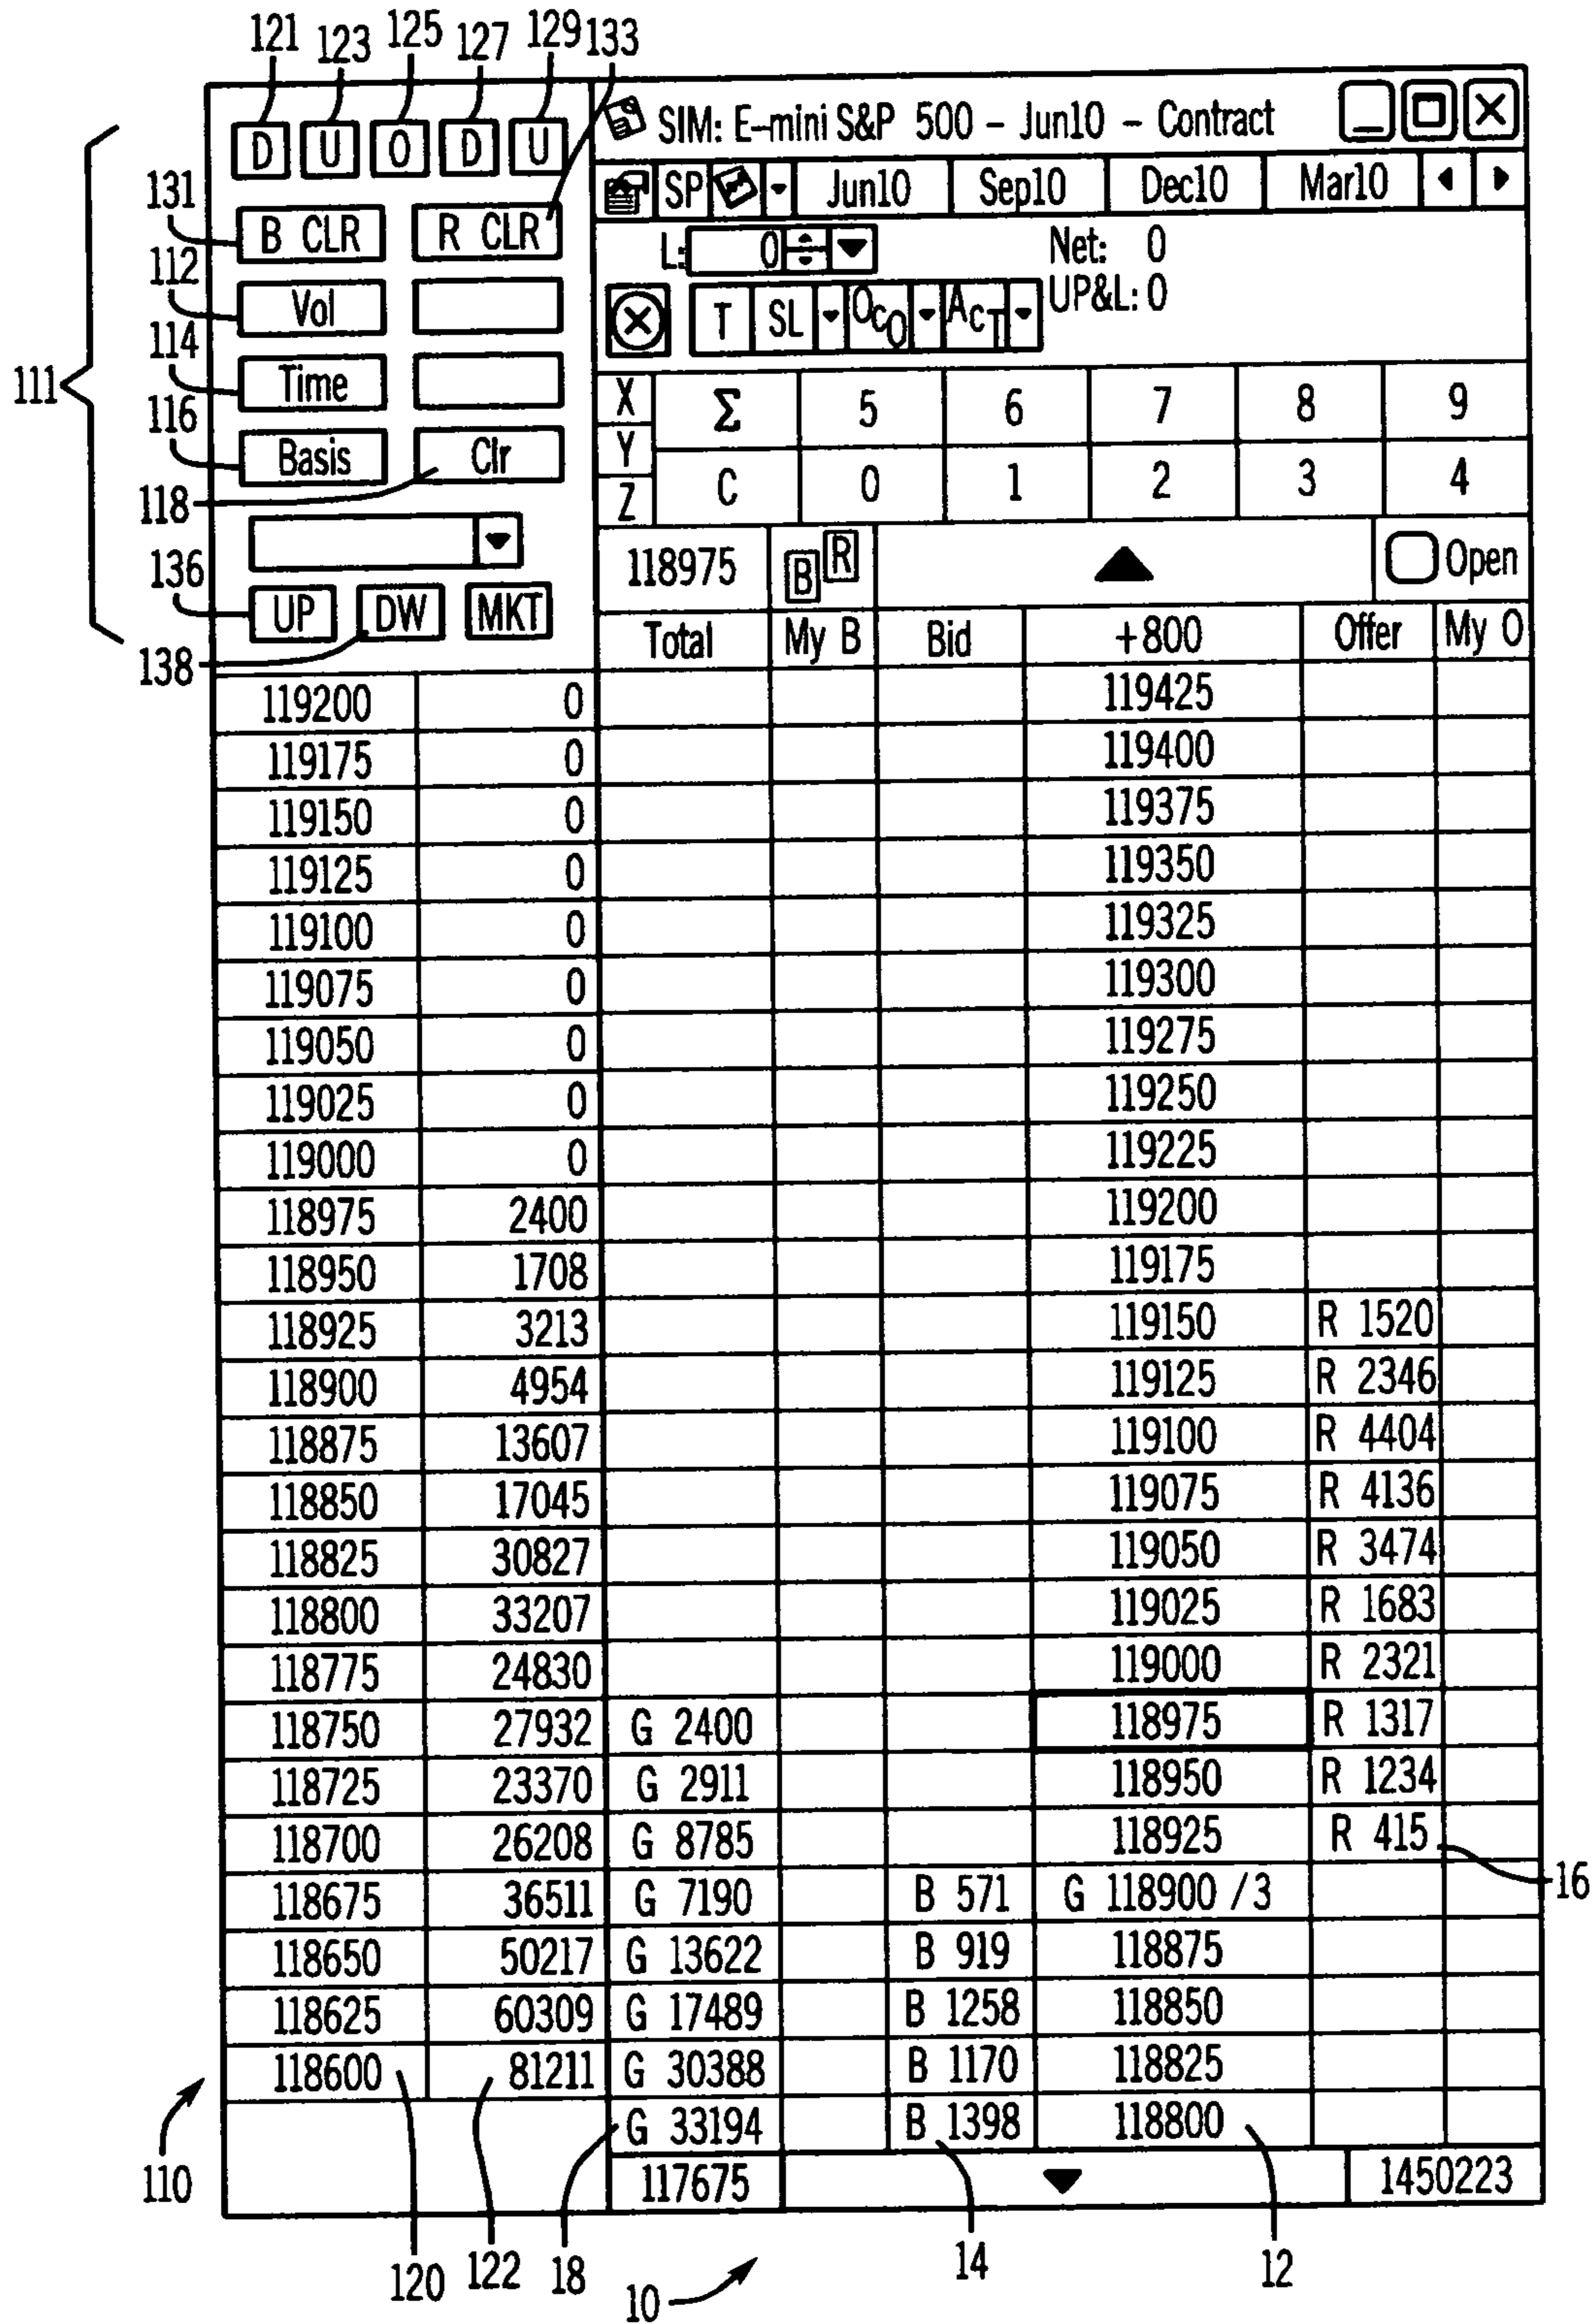 121 123 125 127 129 133
D U O D U
SIM: E-mini S&P 500 - Jun10 - Contract
SP Jun10 Sep10 Dec10 Mar10
131 B CLR R CLR
L: 0 Net: 0
112 Vol
UP&L: 0
T SL OCO ACT
114 Time
111
116 Basis Clr
118
X Σ 5 6 7 8 9
Y
Z C 0 1 2 3 4
118975 B R Open
136 UP DW MKT
138
Total My B Bid +800 Offer My O
119200 0 119425
119175 0 119400
119150 0 119375
119125 0 119350
119100 0 119325
119075 0 119300
119050 0 119275
119025 0 119250
119000 0 119225
118975 2400 119200
118950 1708 119175
118925 3213 119150 R 1520
118900 4954 119125 R 2346
118875 13607 119100 R 4404
118850 17045 119075 R 4136
118825 30827 119050 R 3474
118800 33207 119025 R 1683
118775 24830 119000 R 2321
118750 27932 G 2400 118975 R 1317
118725 23370 G 2911 118950 R 1234
118700 26208 G 8785 118925 R 415
16
118675 36511 G 7190 B 571 G 118900 /3
118650 50217 G 13622 B 919 118875
118625 60309 G 17489 B 1258 118850
118600 81211 G 30388 B 1170 118825
G 33194 B 1398 118800
110
117675 1450223
120 122 18 10 14 12